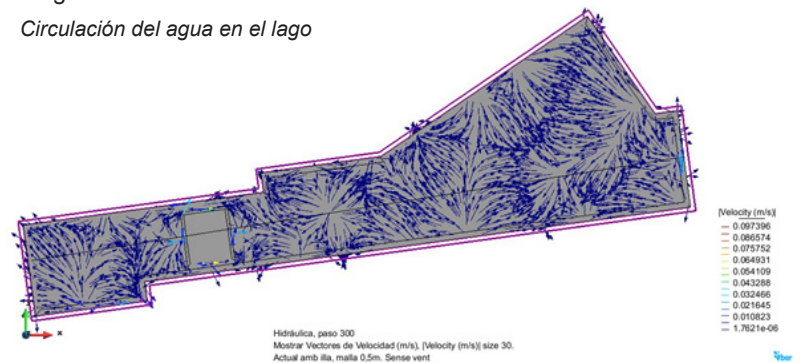 Circulación del agua en el lago
|Velocity (m/s)|
0.097396
0.086574
0.075752
0.064931
0.054109
0.043288
0.032466
0.021645
0.010823
1.7621e-06
x
Hidráulica, paso 300
Mostrar Vectores de Velocidad (m/s), |Velocity (m/s)| size 30.
Actual amb illa, malla 0,5m. Sense vent
Iber